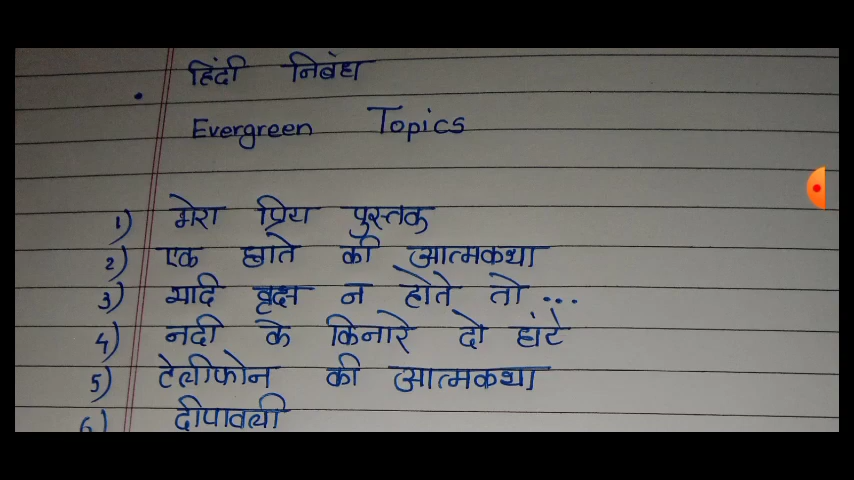 हिंदी निबंध
Evergreen Topics
1) मेरा प्रिय पुस्तक
2) एक छाते की आत्मकथा
3) यदि वृक्ष न होते तो ...
4) नदी के किनारे दो घंटे
5) टेलीफोन की आत्मकथा
6) दीपावली